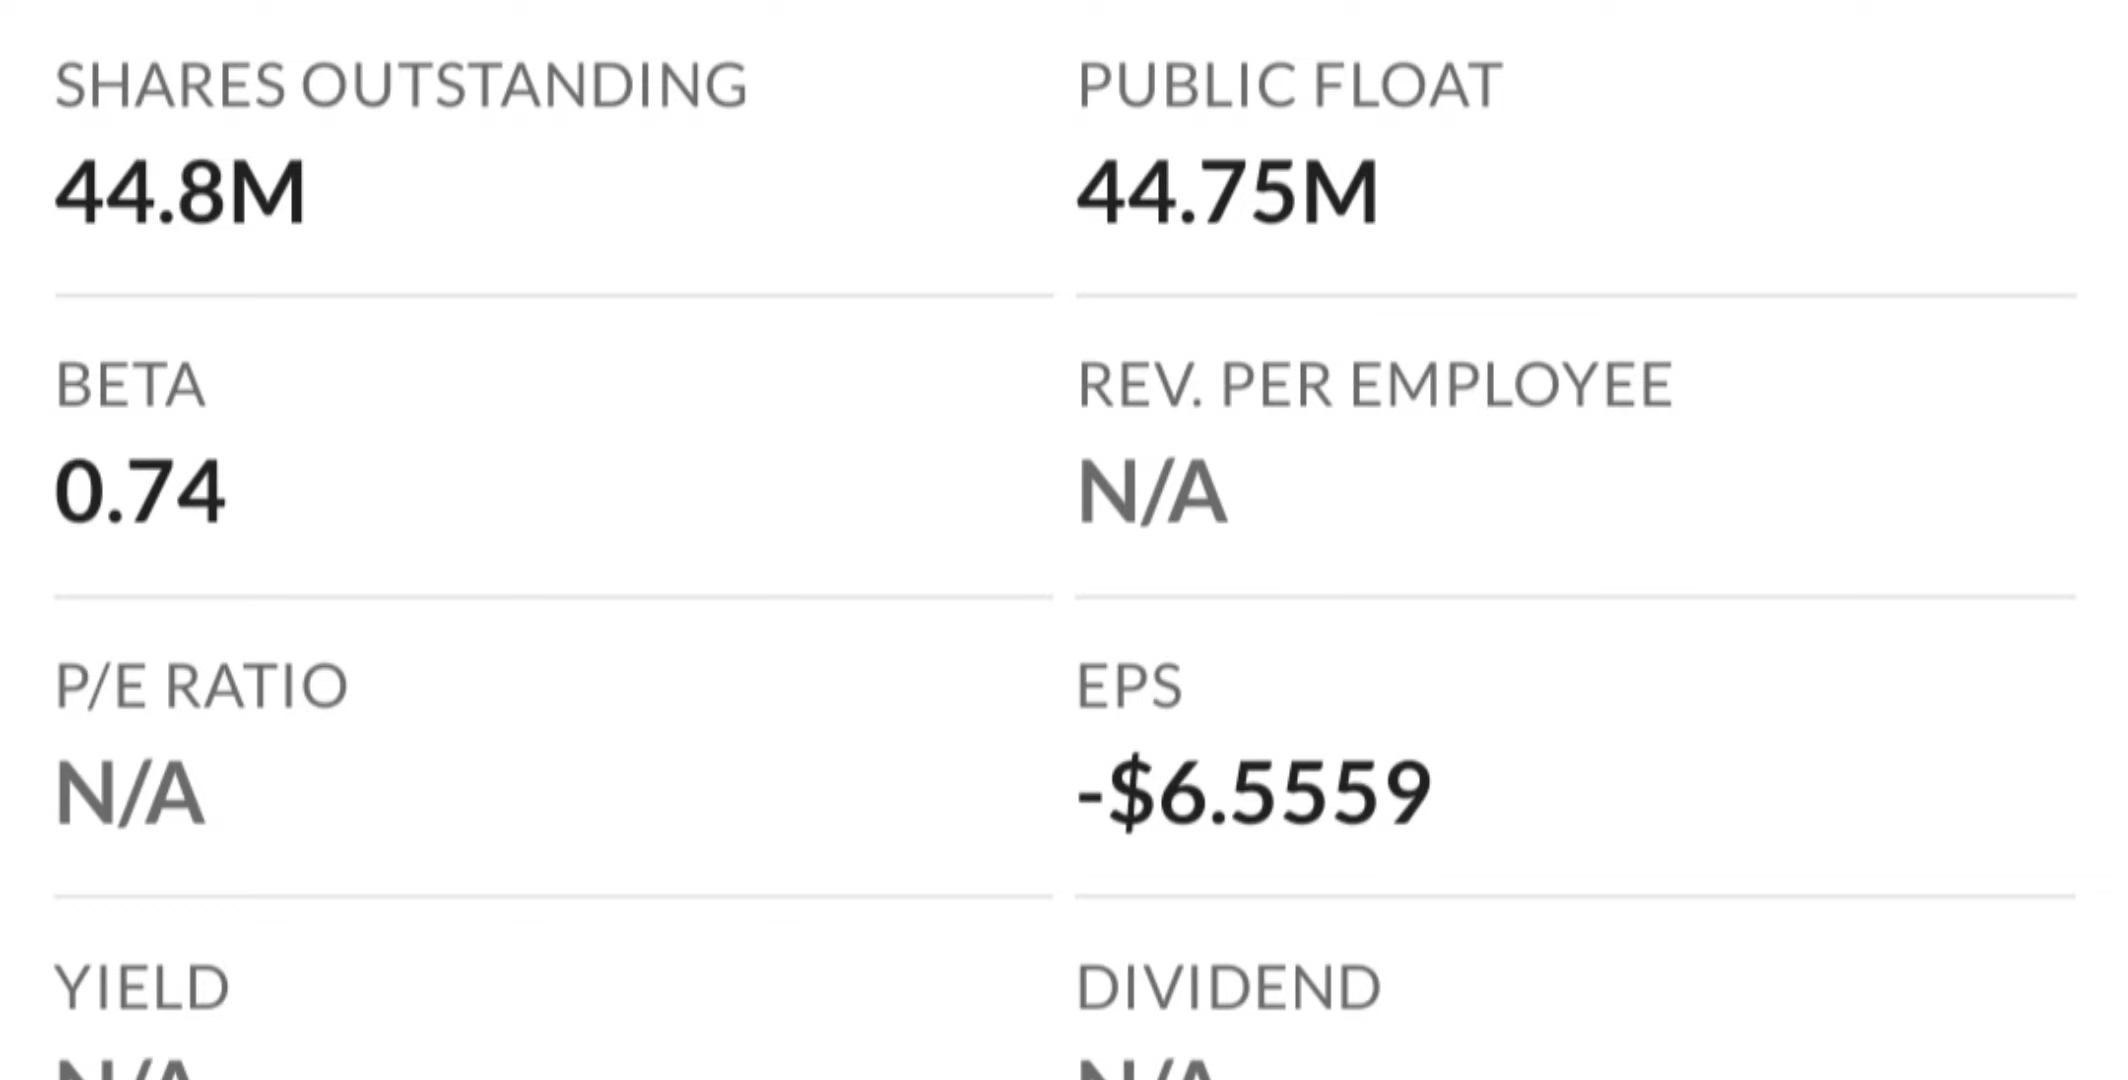 SHARES OUTSTANDING
44.8M
PUBLIC FLOAT
44.75M
BETA
0.74
REV. PER EMPLOYEE
N/A
P/E RATIO
N/A
EPS
-$6.5559
YIELD
N/A
DIVIDEND
N/A